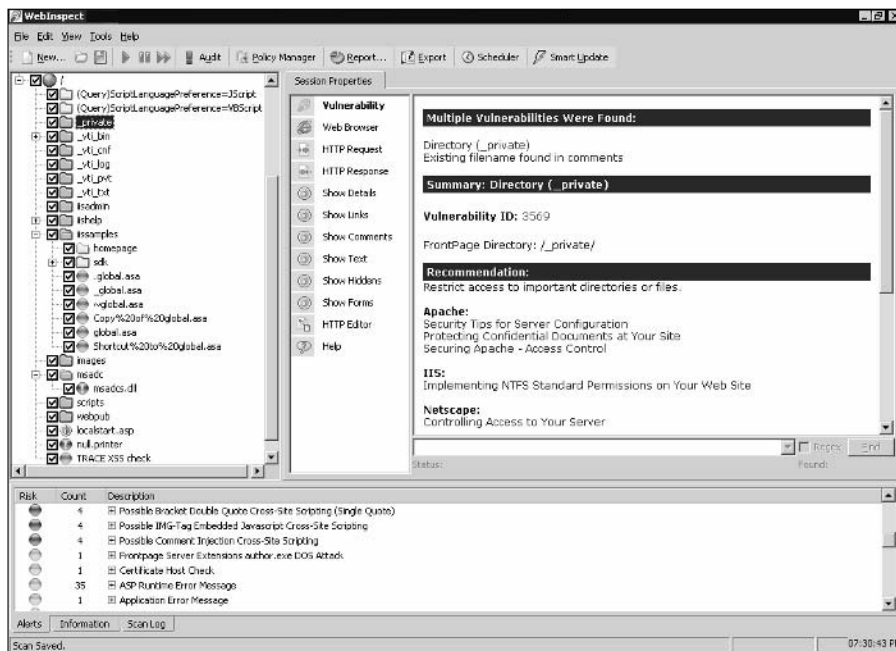 WebInspect
File Edit View Tools Help
New... Audit Policy Manager Report... Export Scheduler Smart Update
/
(Query)ScriptLanguagePreference=JScript
(Query)ScriptLanguagePreference=VBScript
_private
_vti_bin
_vti_cnf
_vti_log
_vti_pvt
_vti_txt
iisadmin
iishelp
iissamples
homepage
sdk
.global.asa
_global.asa
~global.asa
Copy%20of%20global.asa
global.asa
Shortcut%20to%20global.asa
images
msadc
msadcs.dll
scripts
webpub
localstart.asp
null.printer
TRACE XSS check
Session Properties
Vulnerability
Web Browser
HTTP Request
HTTP Response
Show Details
Show Links
Show Comments
Show Text
Show Hiddens
Show Forms
HTTP Editor
Help
Multiple Vulnerabilities Were Found:
Directory (_private)
Existing filename found in comments
Summary: Directory (_private)
Vulnerability ID: 3569
FrontPage Directory: /_private/
Recommendation:
Restrict access to important directories or files.
Apache:
Security Tips for Server Configuration
Protecting Confidential Documents at Your Site
Securing Apache - Access Control
IIS:
Implementing NTFS Standard Permissions on Your Web Site
Netscape:
Controlling Access to Your Server
Regex Find
Status: Found:
Risk Count Description
4 Possible Bracket Double Quote Cross-Site Scripting (Single Quote)
4 Possible IMG-Tag Embedded Javascript Cross-Site Scripting
4 Possible Comment Injection Cross-Site Scripting
1 Frontpage Server Extensions author.exe DOS Attack
1 Certificate Host Check
35 ASP Runtime Error Message
1 Application Error Message
Alerts Information Scan Log
Scan Saved. 07:30:43 P